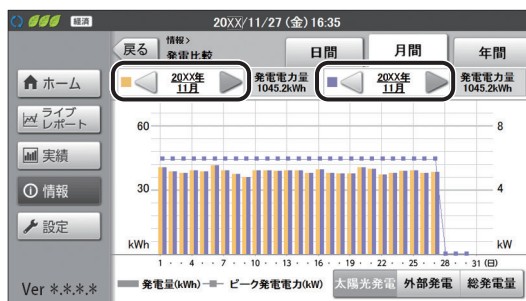 経済
20XX/11/27 (金) 16:35
戻る
情報>
発電比較
日間
月間
年間
20XX年
11月
発電電力量
1045.2kWh
20XX年
11月
発電電力量
1045.2kWh
ホーム
ライブ
レポート
実績
情報
設定
Ver *.*.*.*
60
30
kWh
8
4
kW
1 · · 4 · · 7 · · 10 · · 13 · · 16 · · 19 · · 22 · · 25 · · 28 · · 31 (日)
発電量(kWh) ピーク発電電力(kW)
太陽光発電
外部発電
総発電量